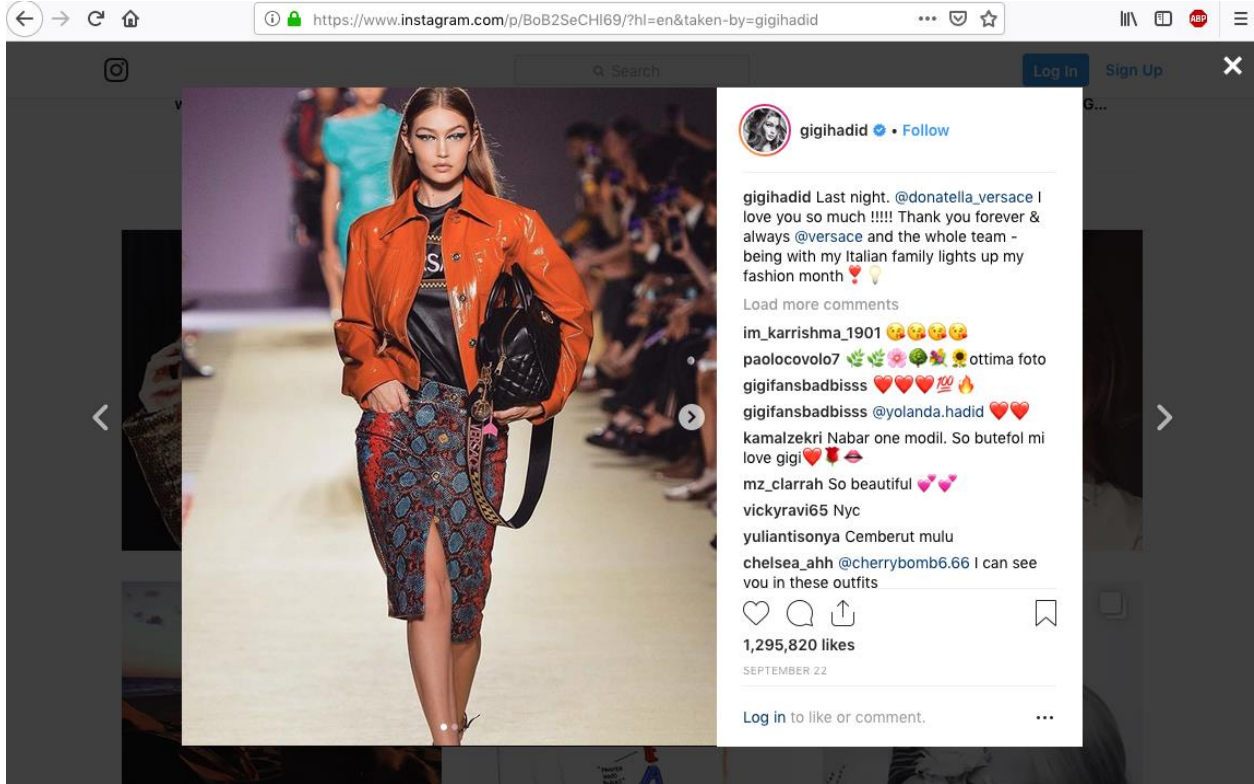 https://www.instagram.com/p/BoB2SeCHI69/?hl=en&taken-by=gigihadid
ABP
Search
Log In
Sign Up
G...
gigihadid • Follow
gigihadid Last night. @donatella_versace I
love you so much !!!!! Thank you forever &
always @versace and the whole team -
being with my Italian family lights up my
fashion month❣️💡
Load more comments
im_karrishma_1901 😘😘😘😘
paolocovolo7 🌿🌿🌸🌳💐🌻ottima foto
gigifansbadbisss ❤️❤️❤️💯🔥
gigifansbadbisss @yolanda.hadid ❤️❤️
kamalzekri Nabar one modil. So butefol mi
love gigi❤️🌹👄
mz_clarrah So beautiful 💕💕
vickyravi65 Nyc
yuliantisonya Cemberut mulu
chelsea_ahh @cherrybomb6.66 I can see
you in these outfits
1,295,820 likes
SEPTEMBER 22
Log in to like or comment.